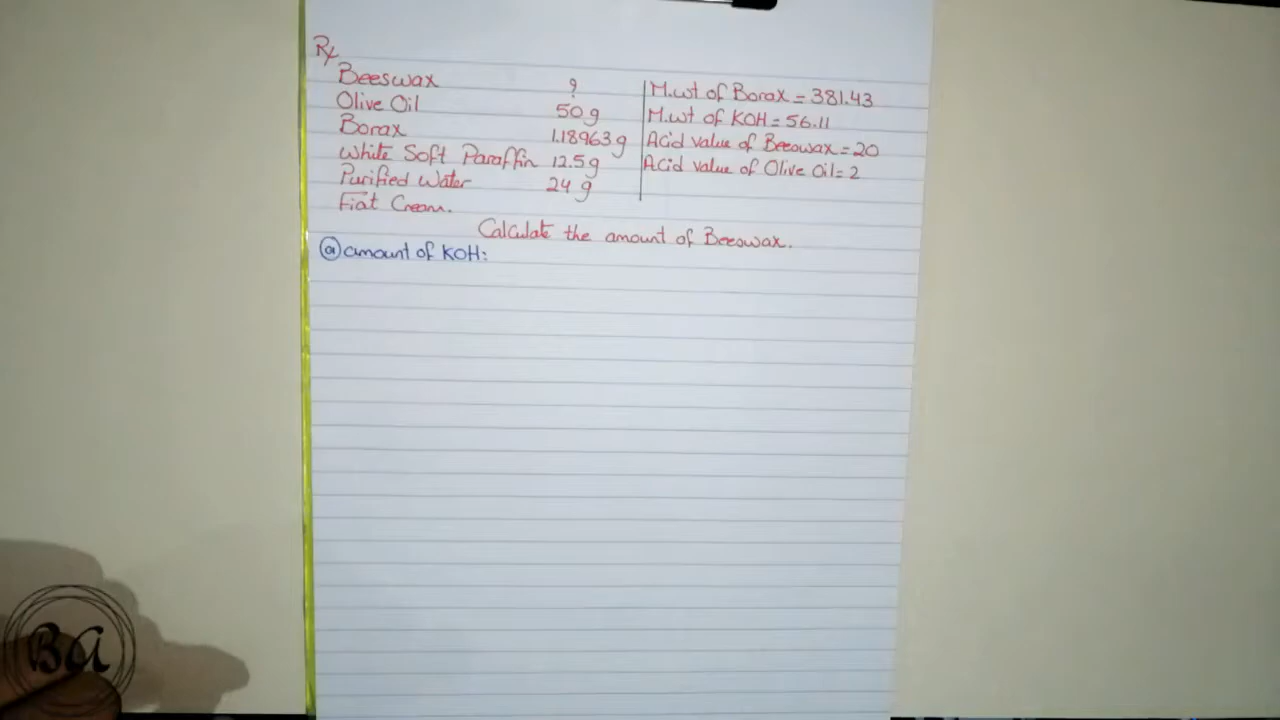 Rx
Beeswax ?
Olive Oil 50 g
Borax 1.18963 g
White Soft Paraffin 12.5 g
Purified Water 24 g
Fiat Cream.
M.wt of Borax = 381.43
M.wt of KOH = 56.11
Acid value of Beeswax = 20
Acid value of Olive Oil = 2
Calculate the amount of Beeswax.
(a) amount of KOH:
BA